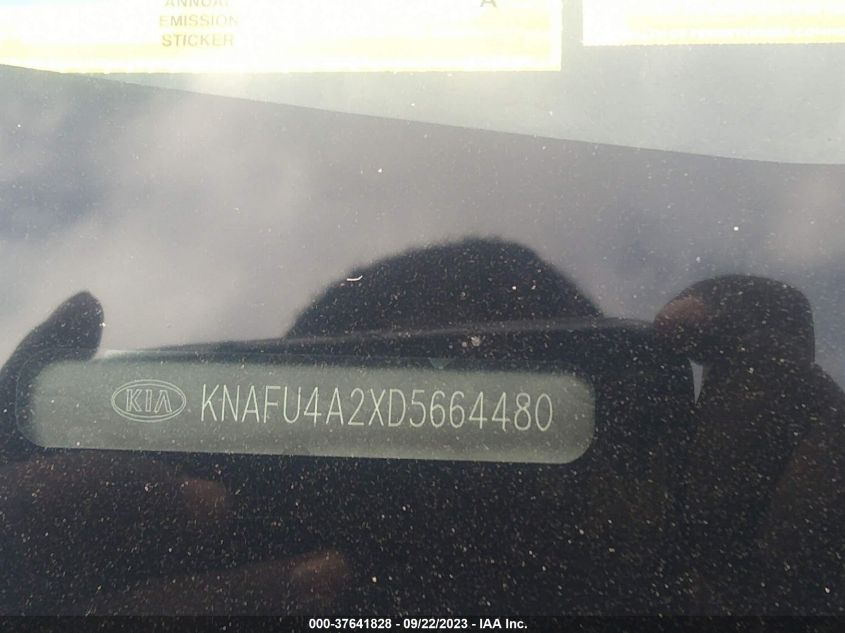 ANNUAL
EMISSION
STICKER
A
KIA KNAFU4A2XD5664480
000-37641828 - 09/22/2023 - IAA Inc.